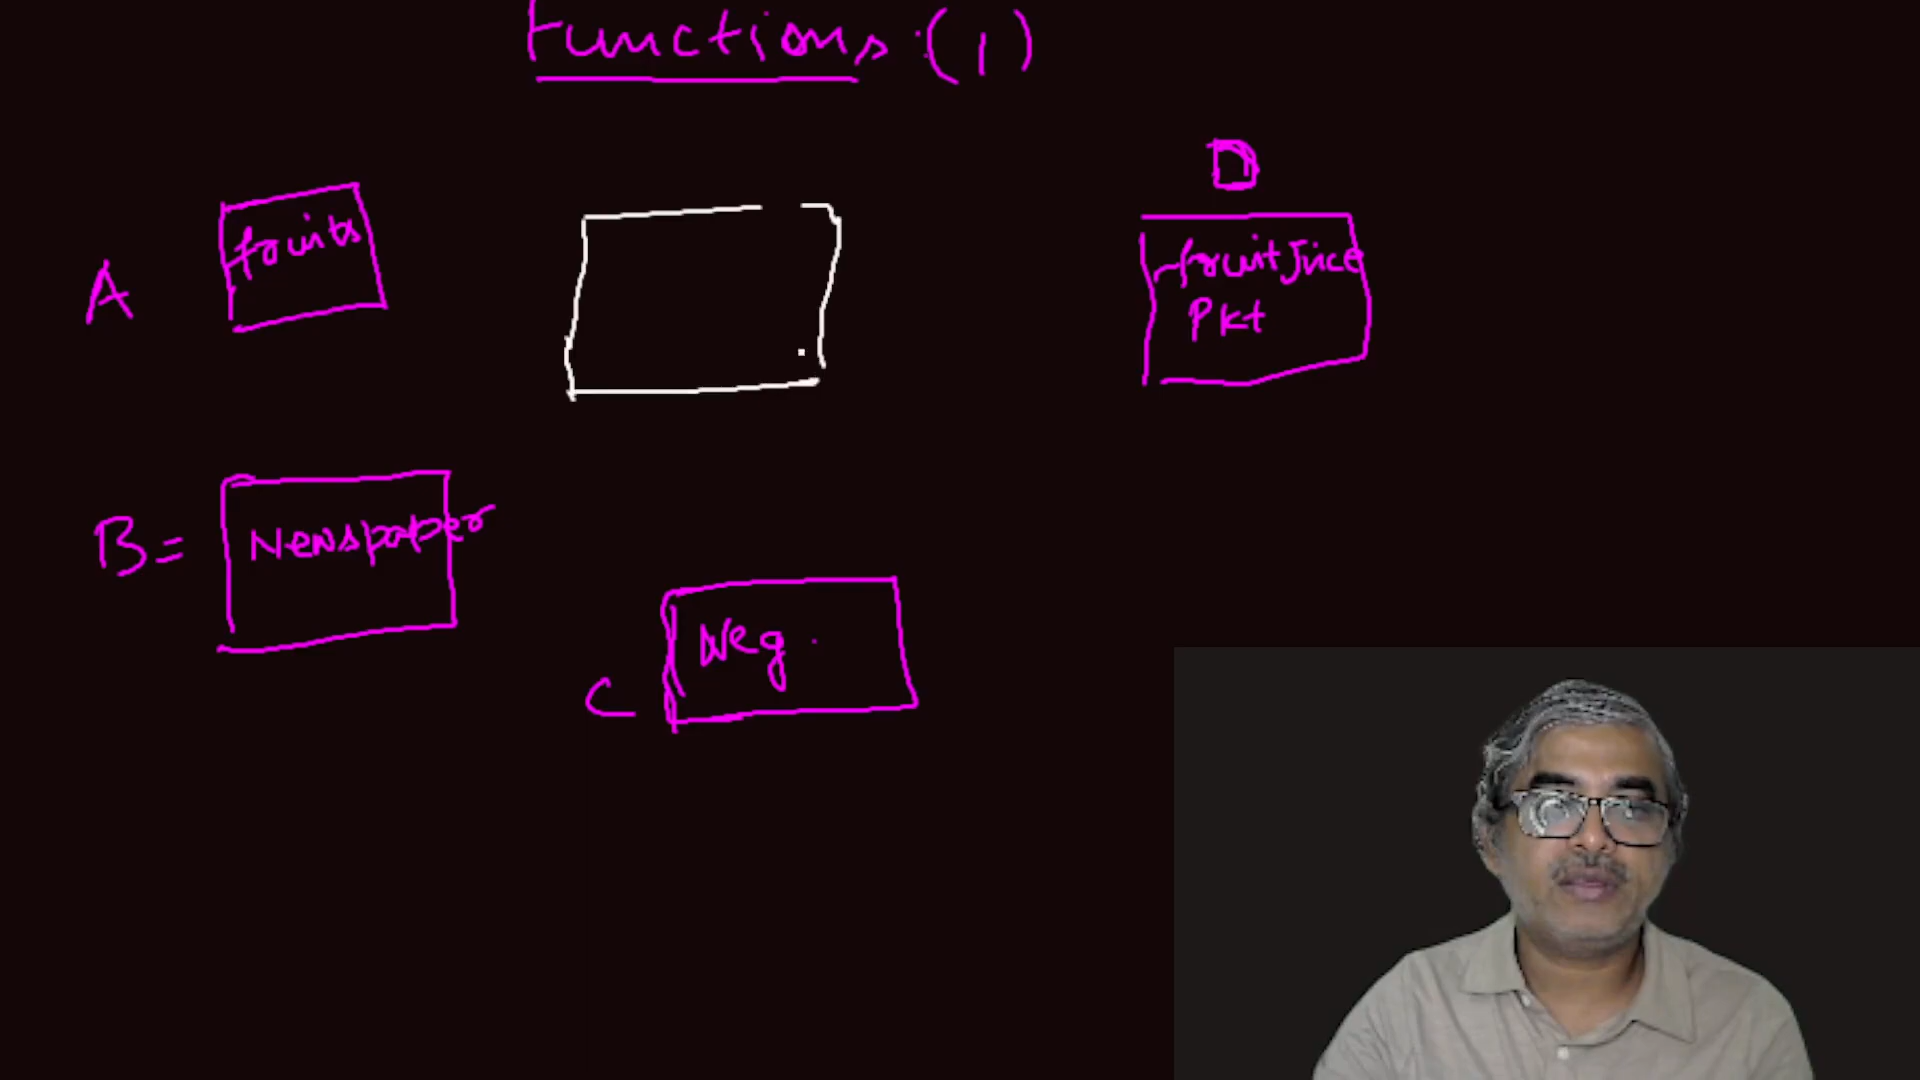 Functions (1)
D
A
fruits
fruit Juice
Pkt
B =
Newspaper
C
Veg.